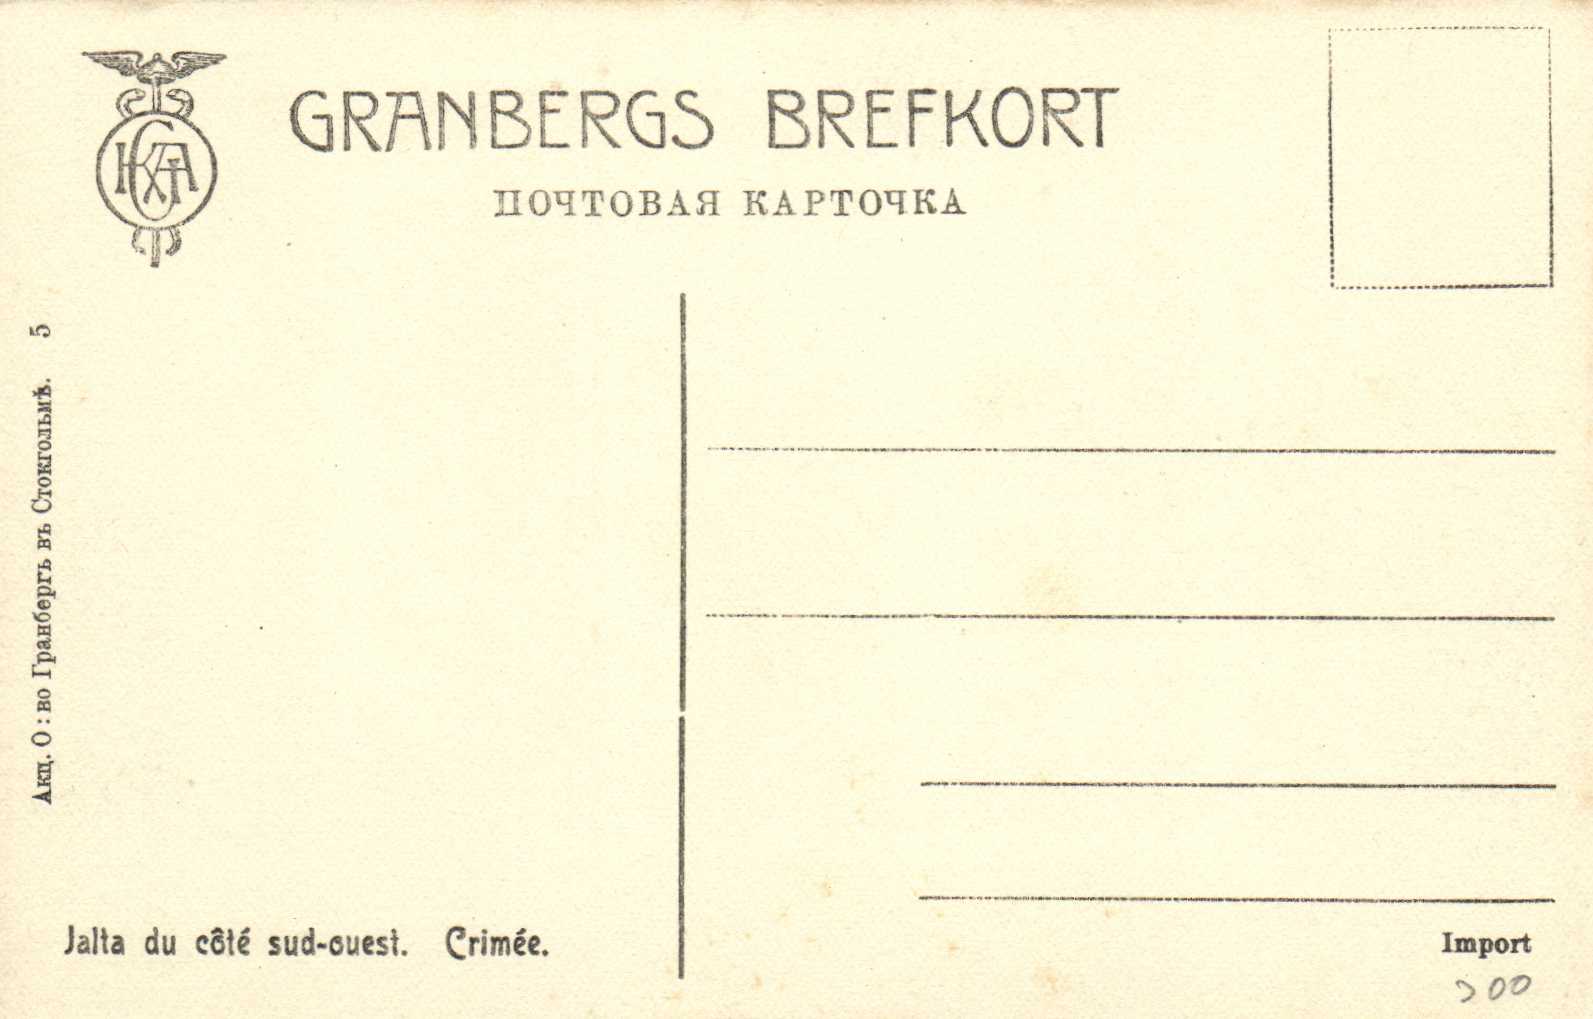 GRANBERGS BREFKORT
ПОЧТОВАЯ КАРТОЧКА
Акц. О:во Гранбергъ въ Стокгольмѣ. 5
Jalta du côté sud-ouest. Crimée.
Import